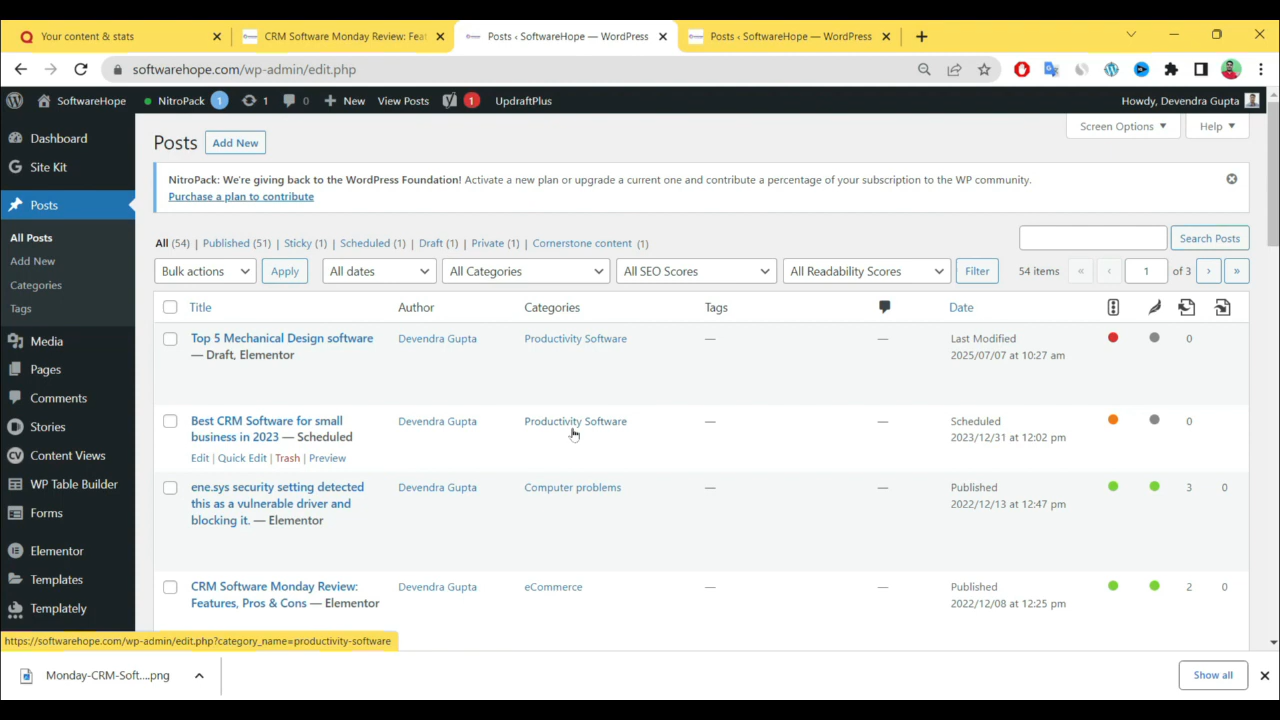 Your content & stats
CRM Software Monday Review: Feat
Posts ‹ SoftwareHope — WordPress
Posts ‹ SoftwareHope — WordPress
softwarehope.com/wp-admin/edit.php
SoftwareHope
NitroPack 1
1
0
New
View Posts
1
UpdraftPlus
Howdy, Devendra Gupta
Dashboard
Site Kit
Posts
All Posts
Add New
Categories
Tags
Media
Pages
Comments
Stories
Content Views
WP Table Builder
Forms
Elementor
Templates
Templately
Posts
Add New
Screen Options
Help
NitroPack: We're giving back to the WordPress Foundation! Activate a new plan or upgrade a current one and contribute a percentage of your subscription to the WP community.
Purchase a plan to contribute
All (54) | Published (51) | Sticky (1) | Scheduled (1) | Draft (1) | Private (1) | Cornerstone content (1)
Search Posts
Bulk actions
Apply
All dates
All Categories
All SEO Scores
All Readability Scores
Filter
54 items « ‹ 1 of 3 › »
Title Author Categories Tags Date
Top 5 Mechanical Design software
— Draft, Elementor
Devendra Gupta
Productivity Software
—
—
Last Modified
2025/07/07 at 10:27 am
0
Best CRM Software for small
business in 2023 — Scheduled
Edit | Quick Edit | Trash | Preview
Devendra Gupta
Productivity Software
—
—
Scheduled
2023/12/31 at 12:02 pm
0
ene.sys security setting detected
this as a vulnerable driver and
blocking it. — Elementor
Devendra Gupta
Computer problems
—
—
Published
2022/12/13 at 12:47 pm
3 0
CRM Software Monday Review:
Features, Pros & Cons — Elementor
Devendra Gupta
eCommerce
—
—
Published
2022/12/08 at 12:25 pm
2 0
https://softwarehope.com/wp-admin/edit.php?category_name=productivity-software
Monday-CRM-Soft....png
Show all